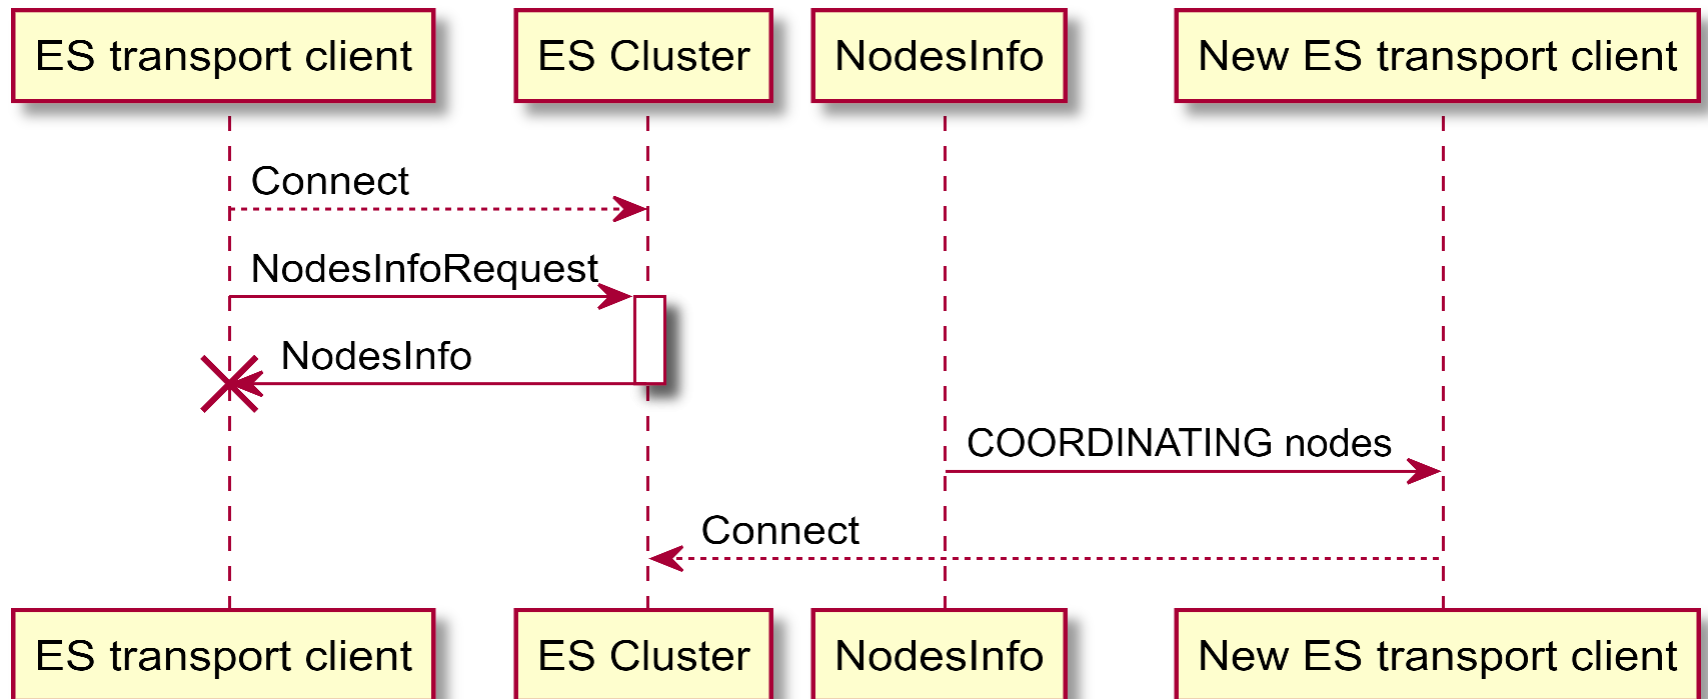 ES transport client
ES Cluster
NodesInfo
New ES transport client
Connect
NodesInfoRequest
NodesInfo
COORDINATING nodes
Connect
ES transport client
ES Cluster
NodesInfo
New ES transport client